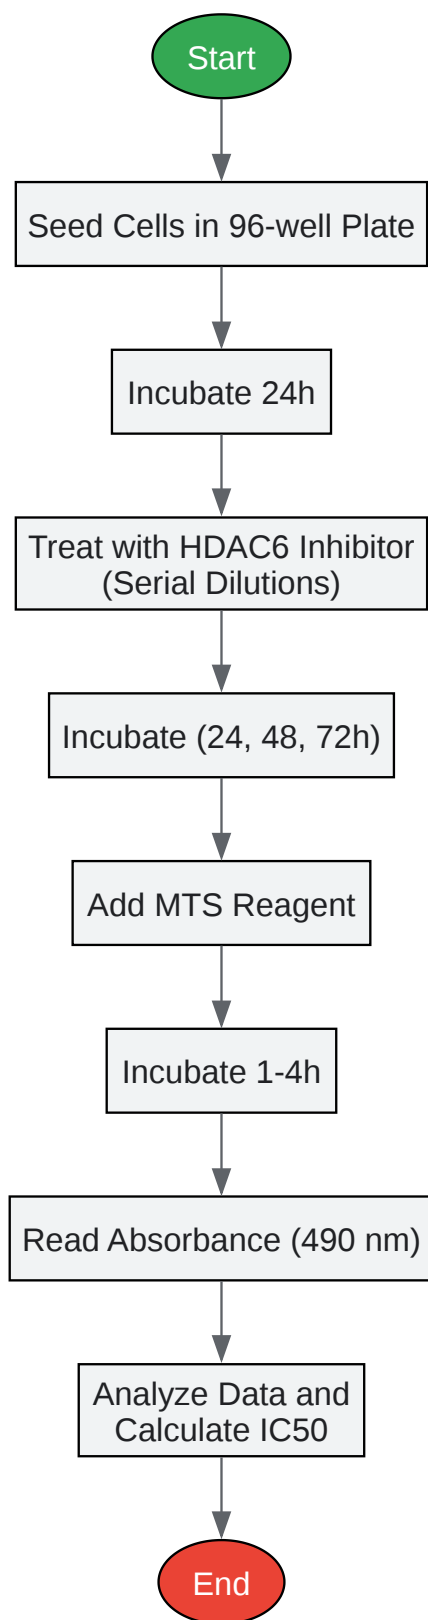 Start
Seed Cells in 96-well Plate
Incubate 24h
Treat with HDAC6 Inhibitor
(Serial Dilutions)
Incubate (24, 48, 72h)
Add MTS Reagent
Incubate 1-4h
Read Absorbance (490 nm)
Analyze Data and
Calculate IC50
End